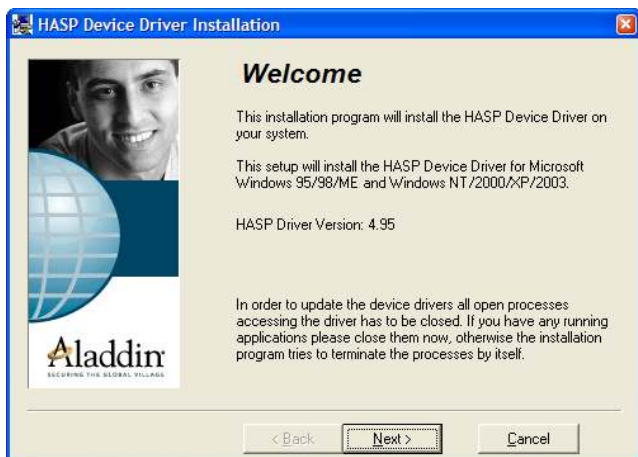 HASP Device Driver Installation
Welcome
This installation program will install the HASP Device Driver on
your system.
This setup will install the HASP Device Driver for Microsoft
Windows 95/98/ME and Windows NT/2000/XP/2003.
HASP Driver Version: 4.95
In order to update the device drivers all open processes
accessing the driver has to be closed. If you have any running
applications please close them now, otherwise the installation
program tries to terminate the processes by itself.
Aladdin
SECURING THE GLOBAL VILLAGE
< Back
Next >
Cancel